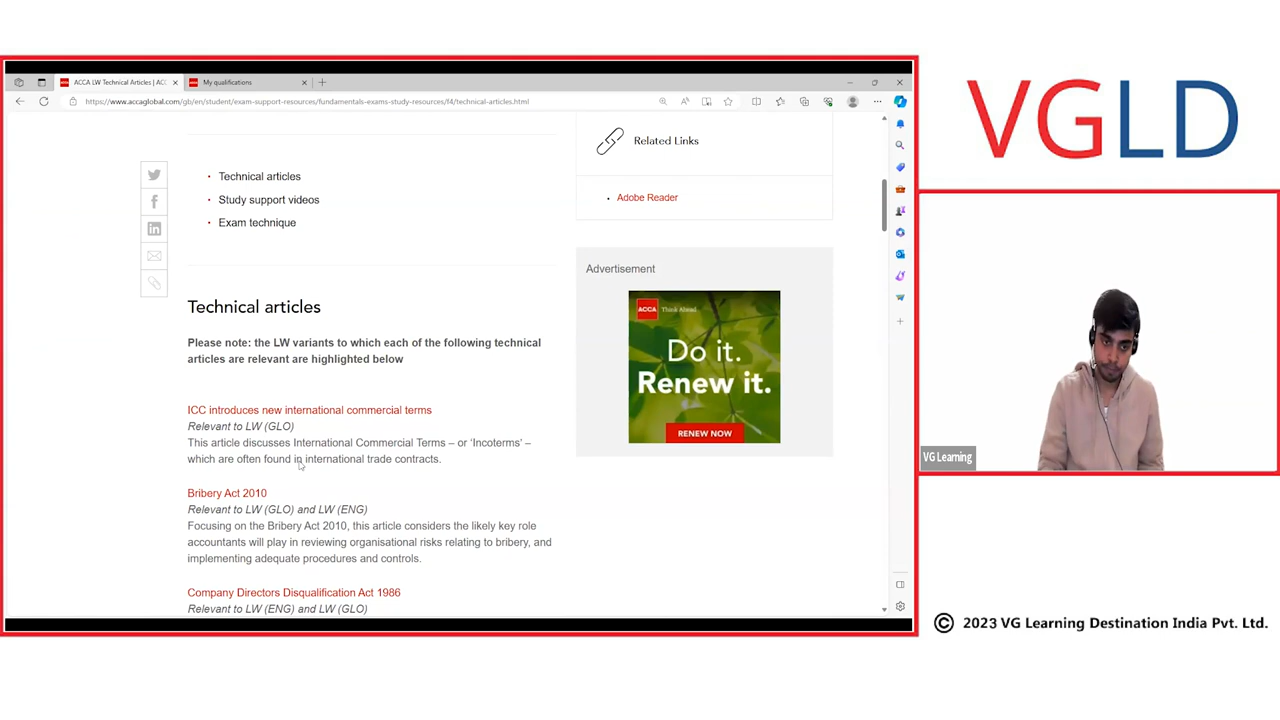 ACCA LW Technical Articles | ACC
My qualifications
https://www.accaglobal.com/gb/en/student/exam-support-resources/fundamentals-exams-study-resources/f4/technical-articles.html
Technical articles
Study support videos
Exam technique
Technical articles
Please note: the LW variants to which each of the following technical
articles are relevant are highlighted below
ICC introduces new international commercial terms
Relevant to LW (GLO)
This article discusses International Commercial Terms – or ‘Incoterms’ –
which are often found in international trade contracts.
Bribery Act 2010
Relevant to LW (GLO) and LW (ENG)
Focusing on the Bribery Act 2010, this article considers the likely key role
accountants will play in reviewing organisational risks relating to bribery, and
implementing adequate procedures and controls.
Company Directors Disqualification Act 1986
Relevant to LW (ENG) and LW (GLO)
Related Links
Adobe Reader
Advertisement
ACCA
Think Ahead
Do it.
Renew it.
RENEW NOW
VGLD
VG Learning
© 2023 VG Learning Destination India Pvt. Ltd.